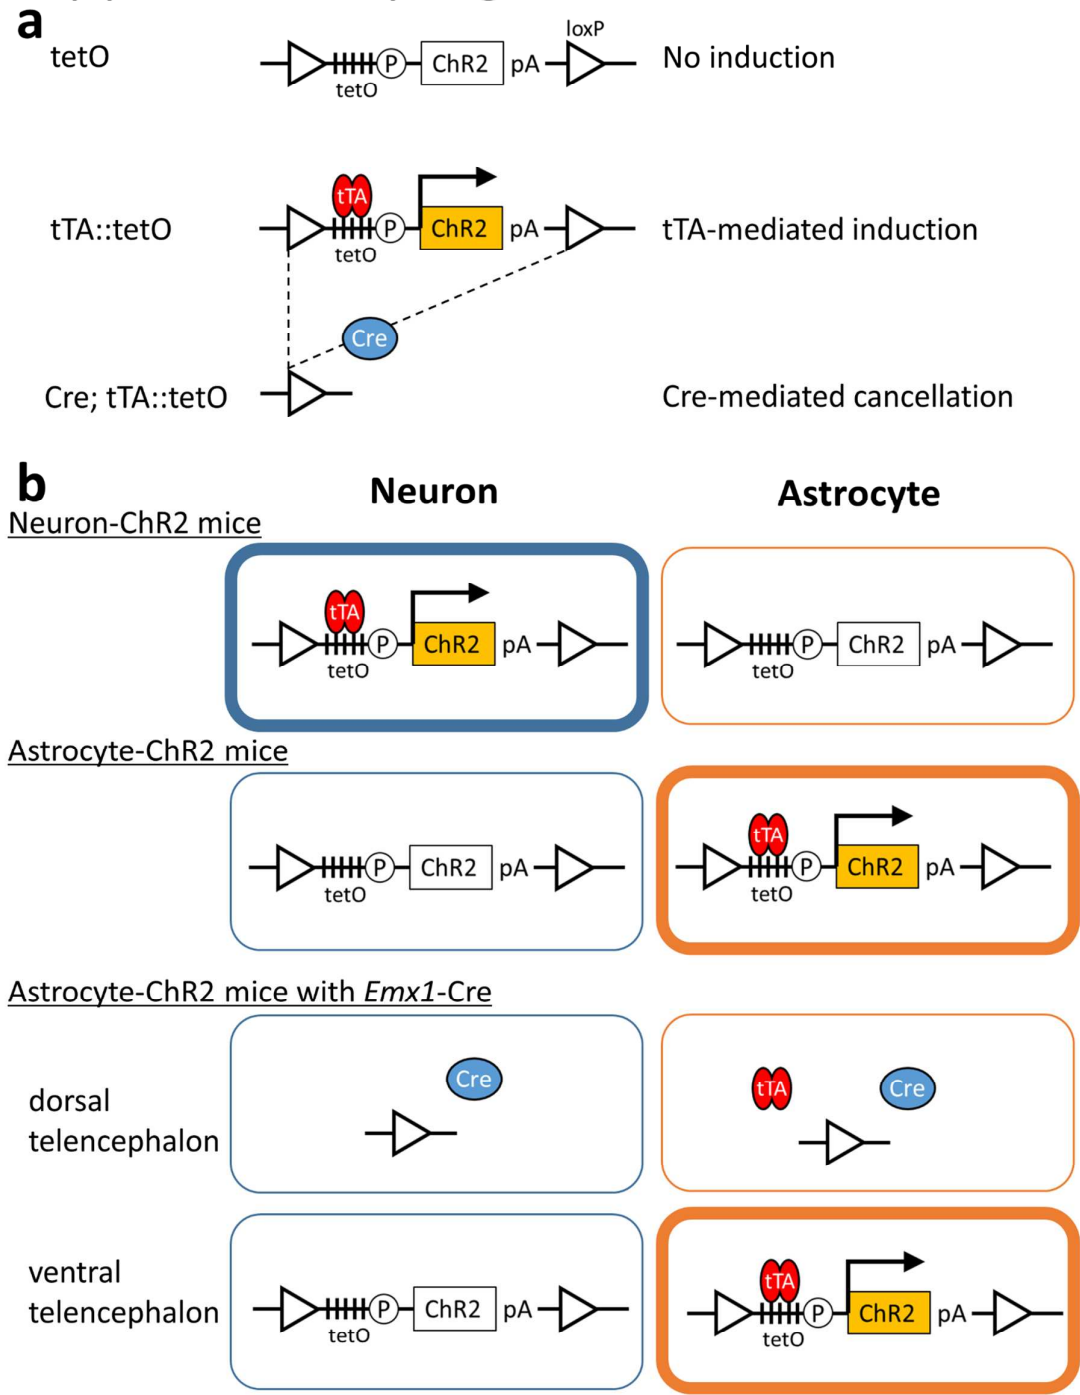 a
tetO
loxP
P
ChR2
pA
tetO
No induction
tTA::tetO
tTA
P
ChR2
pA
tetO
tTA-mediated induction
Cre
Cre; tTA::tetO
Cre-mediated cancellation
b
Neuron
Astrocyte
Neuron-ChR2 mice
tTA
P
ChR2
pA
tetO
P
ChR2
pA
tetO
Astrocyte-ChR2 mice
P
ChR2
pA
tetO
tTA
P
ChR2
pA
tetO
Astrocyte-ChR2 mice with Emx1-Cre
dorsal
telencephalon
Cre
tTA
Cre
ventral
telencephalon
P
ChR2
pA
tetO
tTA
P
ChR2
pA
tetO